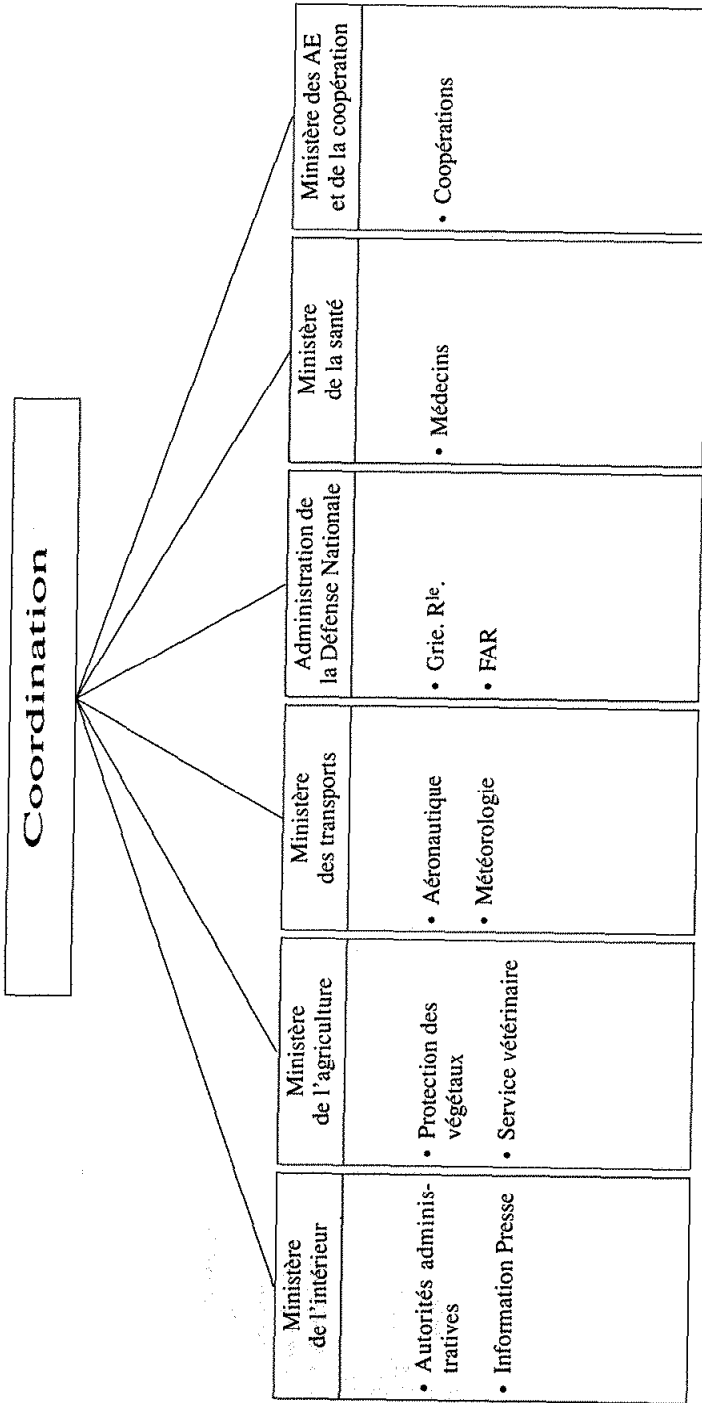 Coordination
Ministère
de l'intérieur
• Autorités adminis-
tratives
• Information Presse
Ministère
de l'agriculture
• Protection des
végétaux
• Service vétérinaire
Ministère
des transports
• Aéronautique
• Météorologie
Administration de
la Défense Nationale
• Grie. Rle.
• FAR
Ministère
de la santé
• Médecins
Ministère des AE
et de la coopération
• Coopérations